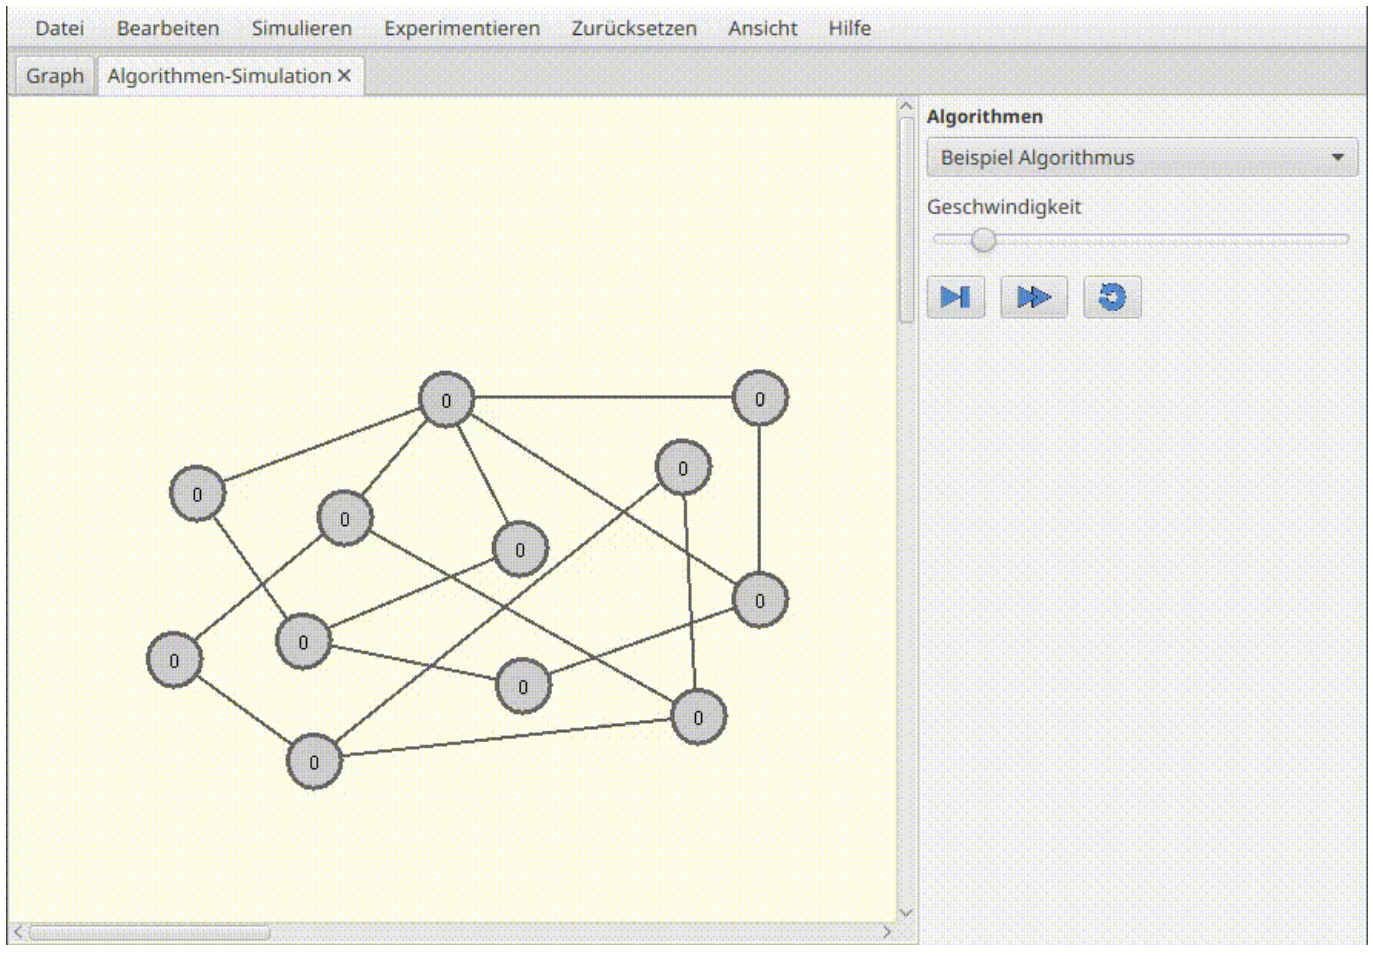 Datei Bearbeiten Simulieren Experimentieren Zurücksetzen Ansicht Hilfe
Graph Algorithmen-Simulation ✕
Algorithmen
Beispiel Algorithmus
Geschwindigkeit
0 0
0
0
0
0
0
0
0
0
0
0